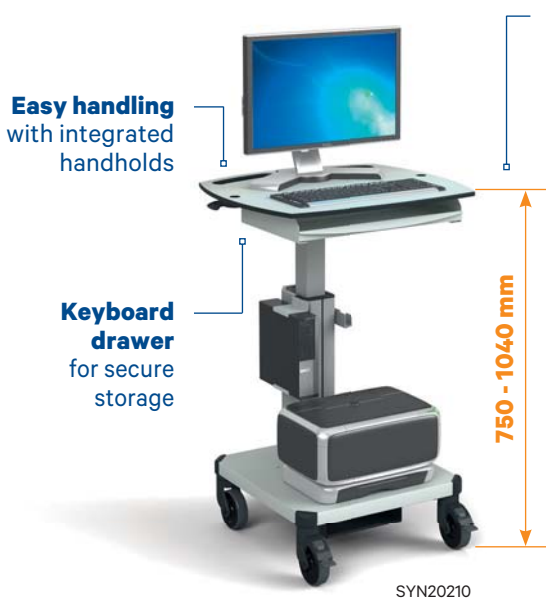 Easy handling
with integrated
handholds
Keyboard
drawer
for secure
storage
750 - 1040 mm
SYN20210